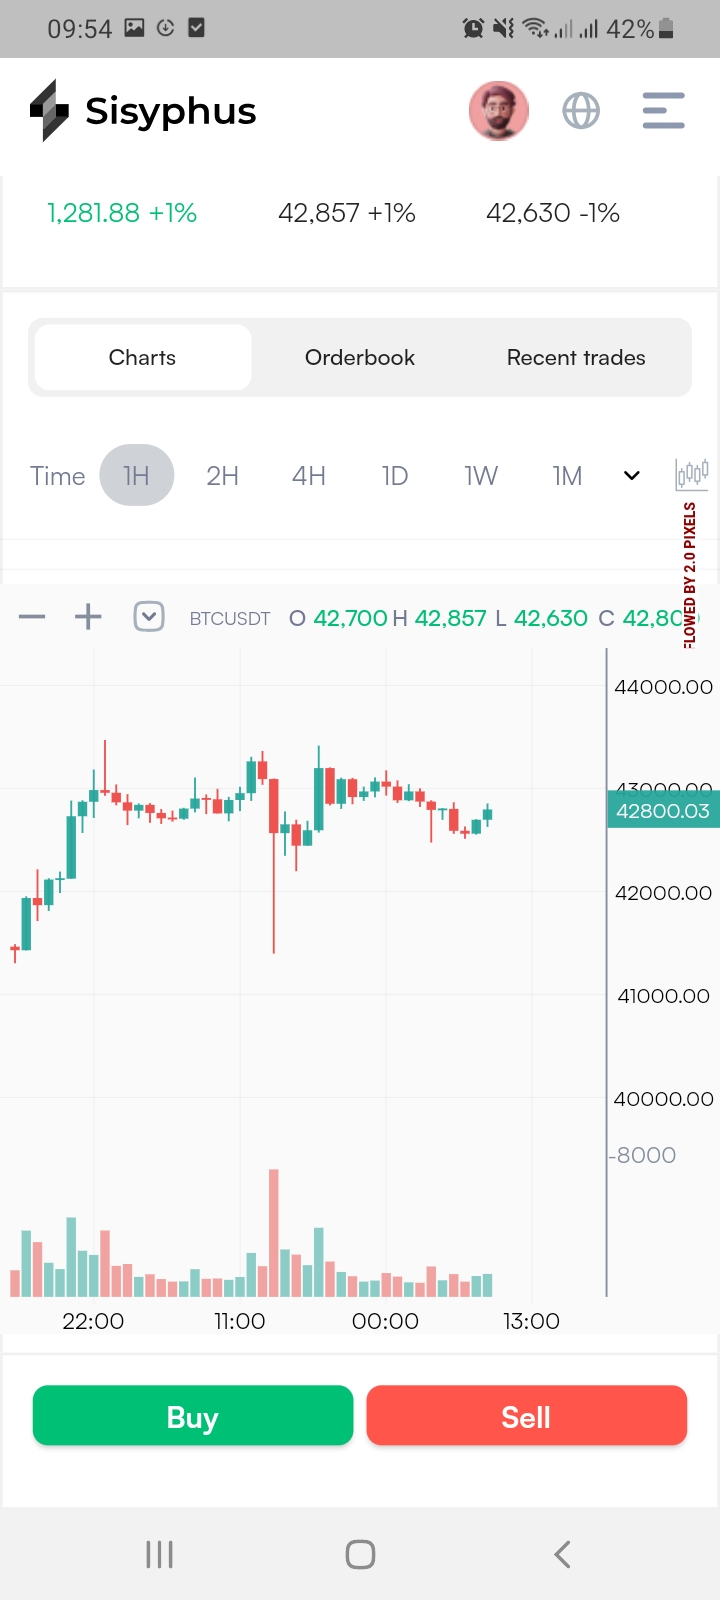 09:54 42%
Sisyphus
1,281.88 +1% 42,857 +1% 42,630 -1%
Charts Orderbook Recent trades
Time 1H 2H 4H 1D 1W 1M
FLOWED BY 2.0 PIXELS
BTCUSDT O 42,700 H 42,857 L 42,630 C 42,80
44000.00
43000.00
42800.03
42000.00
41000.00
40000.00
-8000
22:00 11:00 00:00 13:00
Buy Sell